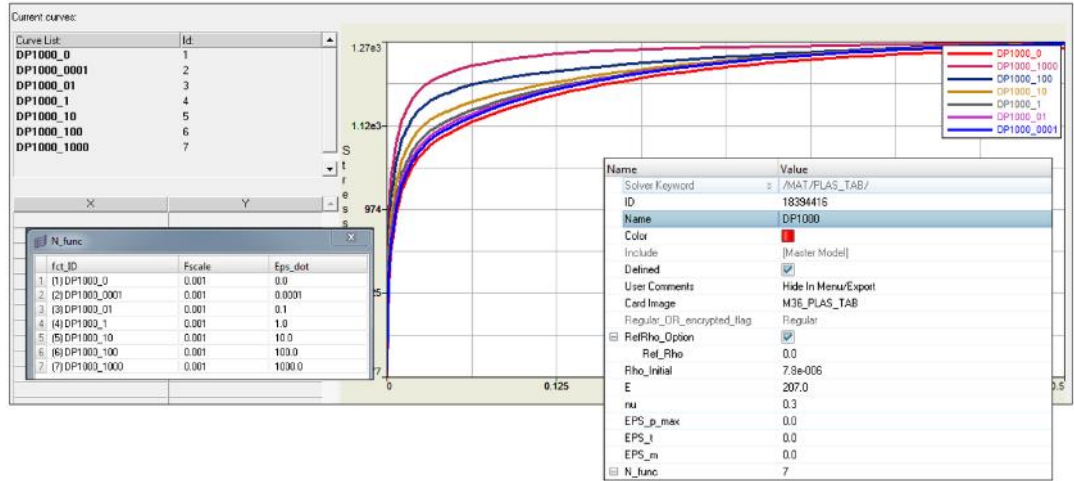 Current curves:
Curve List: Id:
DP1000_0 1
DP1000_0001 2
DP1000_01 3
DP1000_1 4
DP1000_10 5
DP1000_100 6
DP1000_1000 7
X Y
N_func
fct_ID Fscale Eps_dot
1 (1) DP1000_0 0.001 0.0
2 (2) DP1000_0001 0.001 0.0001
3 (3) DP1000_01 0.001 0.1
4 (4) DP1000_1 0.001 1.0
5 (5) DP1000_10 0.001 10.0
6 (6) DP1000_100 0.001 100.0
7 (7) DP1000_1000 0.001 1000.0
1.27e3
1.12e3
974
S
t
r
e
s
s
0 0.125
DP1000_0
DP1000_1000
DP1000_100
DP1000_10
DP1000_1
DP1000_01
DP1000_0001
Name Value
Solver Keyword /MAT/PLAS_TAB/
ID 18394416
Name DP1000
Color
Include [Master Model]
Defined
User Comments Hide In Menu/Export
Card Image M36_PLAS_TAB
Regular_OR_encrypted_flag Regular
RefRho_Option
Ref_Rho 0.0
Rho_Initial 7.8e-006
E 207.0
nu 0.3
EPS_p_max 0.0
EPS_t 0.0
EPS_m 0.0
N_func 7